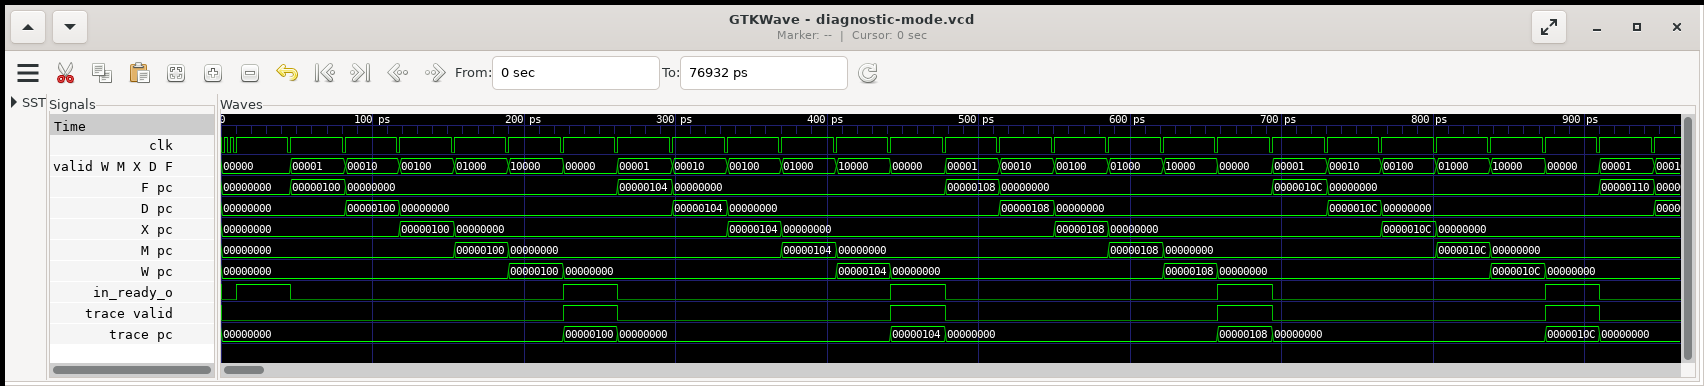 GTKWave - diagnostic-mode.vcd
Marker: -- | Cursor: 0 sec
From: 0 sec To: 76932 ps
SST Signals Waves
Time 0 100 ps 200 ps 300 ps 400 ps 500 ps 600 ps 700 ps 800 ps 900 ps
clk
valid W M X D F 00000 00001 00010 00100 01000 10000 00000 00001 00010 00100 01000 10000 00000 00001 00010 00100 01000 10000 00000 00001 00010 00100 01000 10000 00000 00001 0001
F pc 00000000 00000100 00000000 00000104 00000000 00000108 00000000 0000010C 00000000 00000110 0000
D pc 00000000 00000100 00000000 00000104 00000000 00000108 00000000 0000010C 00000000 0000
X pc 00000000 00000100 00000000 00000104 00000000 00000108 00000000 0000010C 00000000
M pc 00000000 00000100 00000000 00000104 00000000 00000108 00000000 0000010C 00000000
W pc 00000000 00000100 00000000 00000104 00000000 00000108 00000000 0000010C 00000000
in_ready_o
trace valid
trace pc 00000000 00000100 00000000 00000104 00000000 00000108 00000000 0000010C 00000000